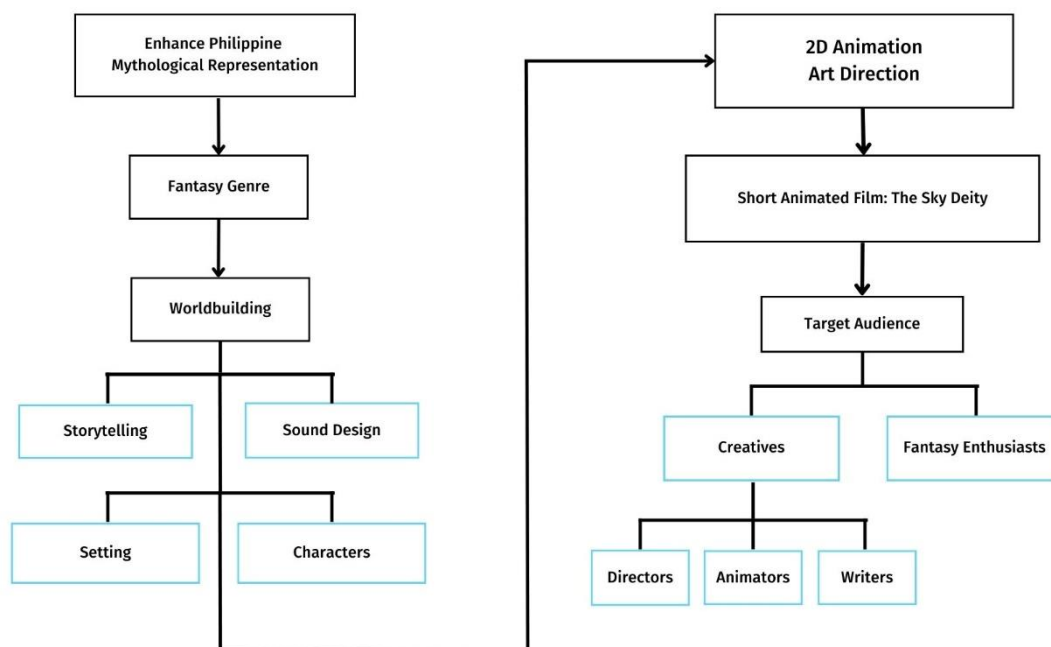 Enhance Philippine
Mythological Representation
Fantasy Genre
Worldbuilding
Storytelling
Sound Design
Setting
Characters
2D Animation
Art Direction
Short Animated Film: The Sky Deity
Target Audience
Creatives
Fantasy Enthusiasts
Directors
Animators
Writers